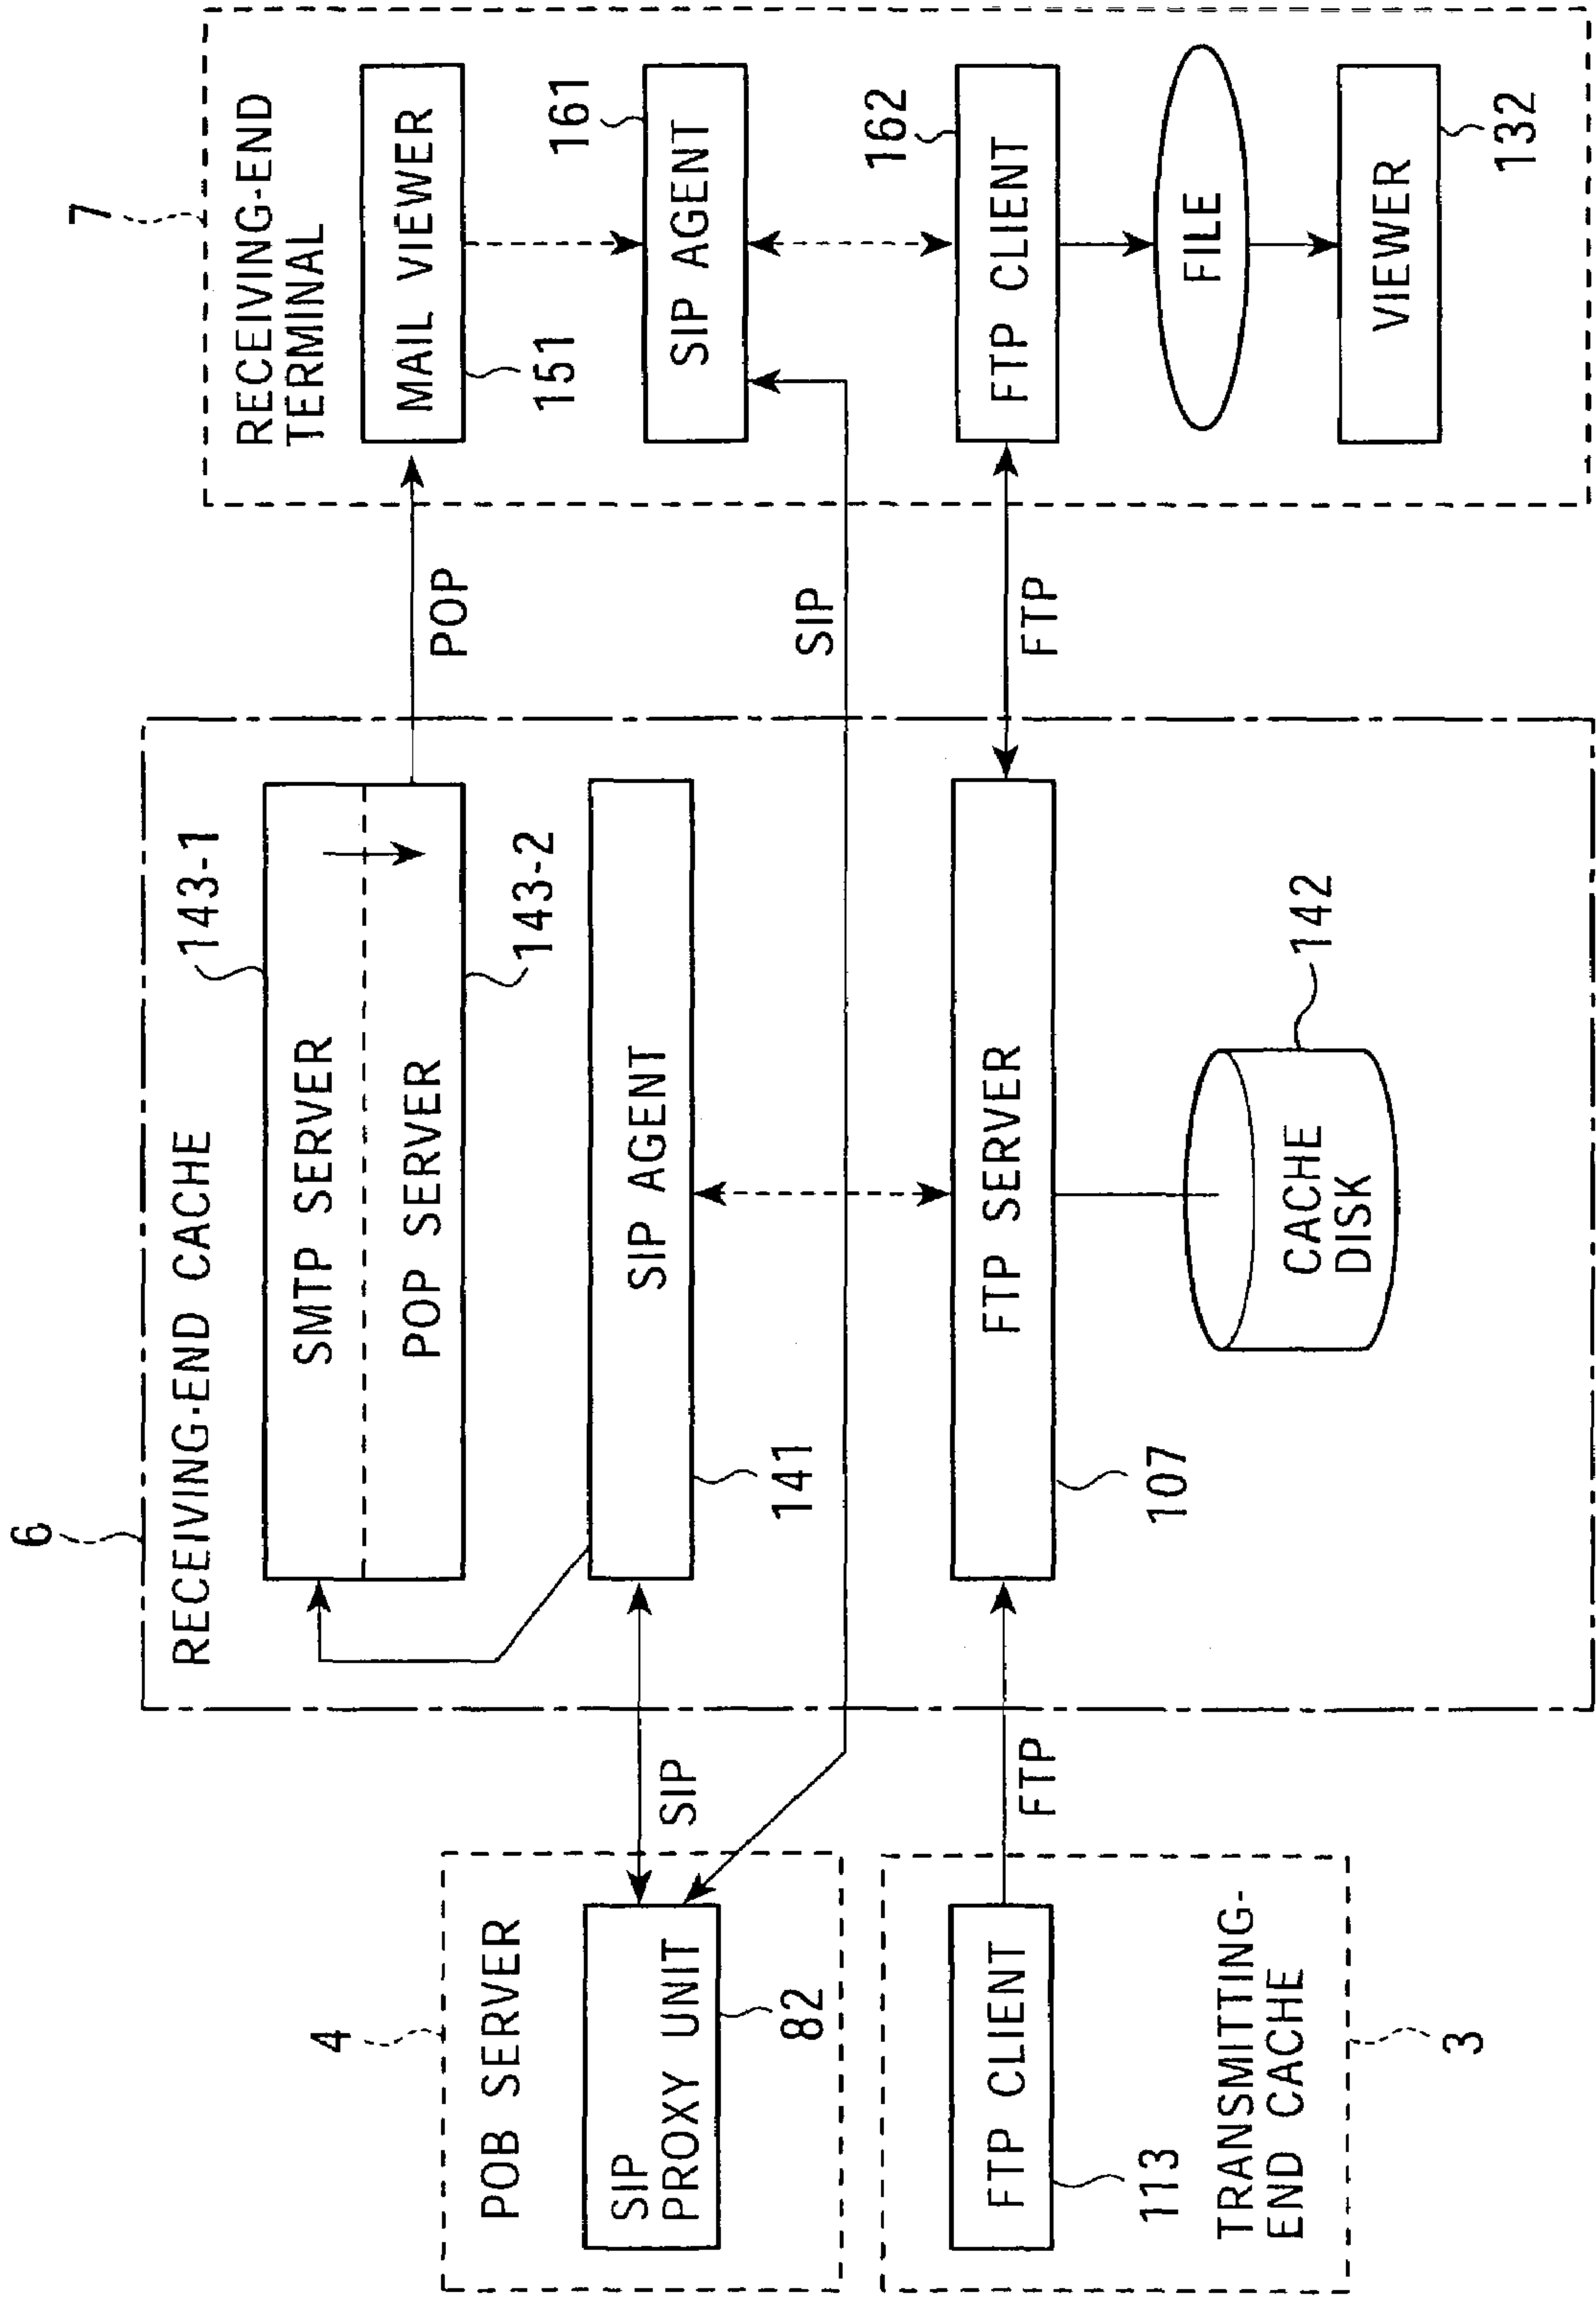 4
POB SERVER
SIP
PROXY UNIT
82
SIP
FTP CLIENT
113
TRANSMITTING-
END CACHE
3
FTP
6
RECEIVING-END CACHE
143-1
SMTP SERVER
POP SERVER
143-2
SIP AGENT
141
FTP SERVER
107
CACHE
DISK
142
POP
SIP
FTP
7
RECEIVING-END
TERMINAL
MAIL VIEWER
151
SIP AGENT
161
FTP CLIENT
162
FILE
VIEWER
132